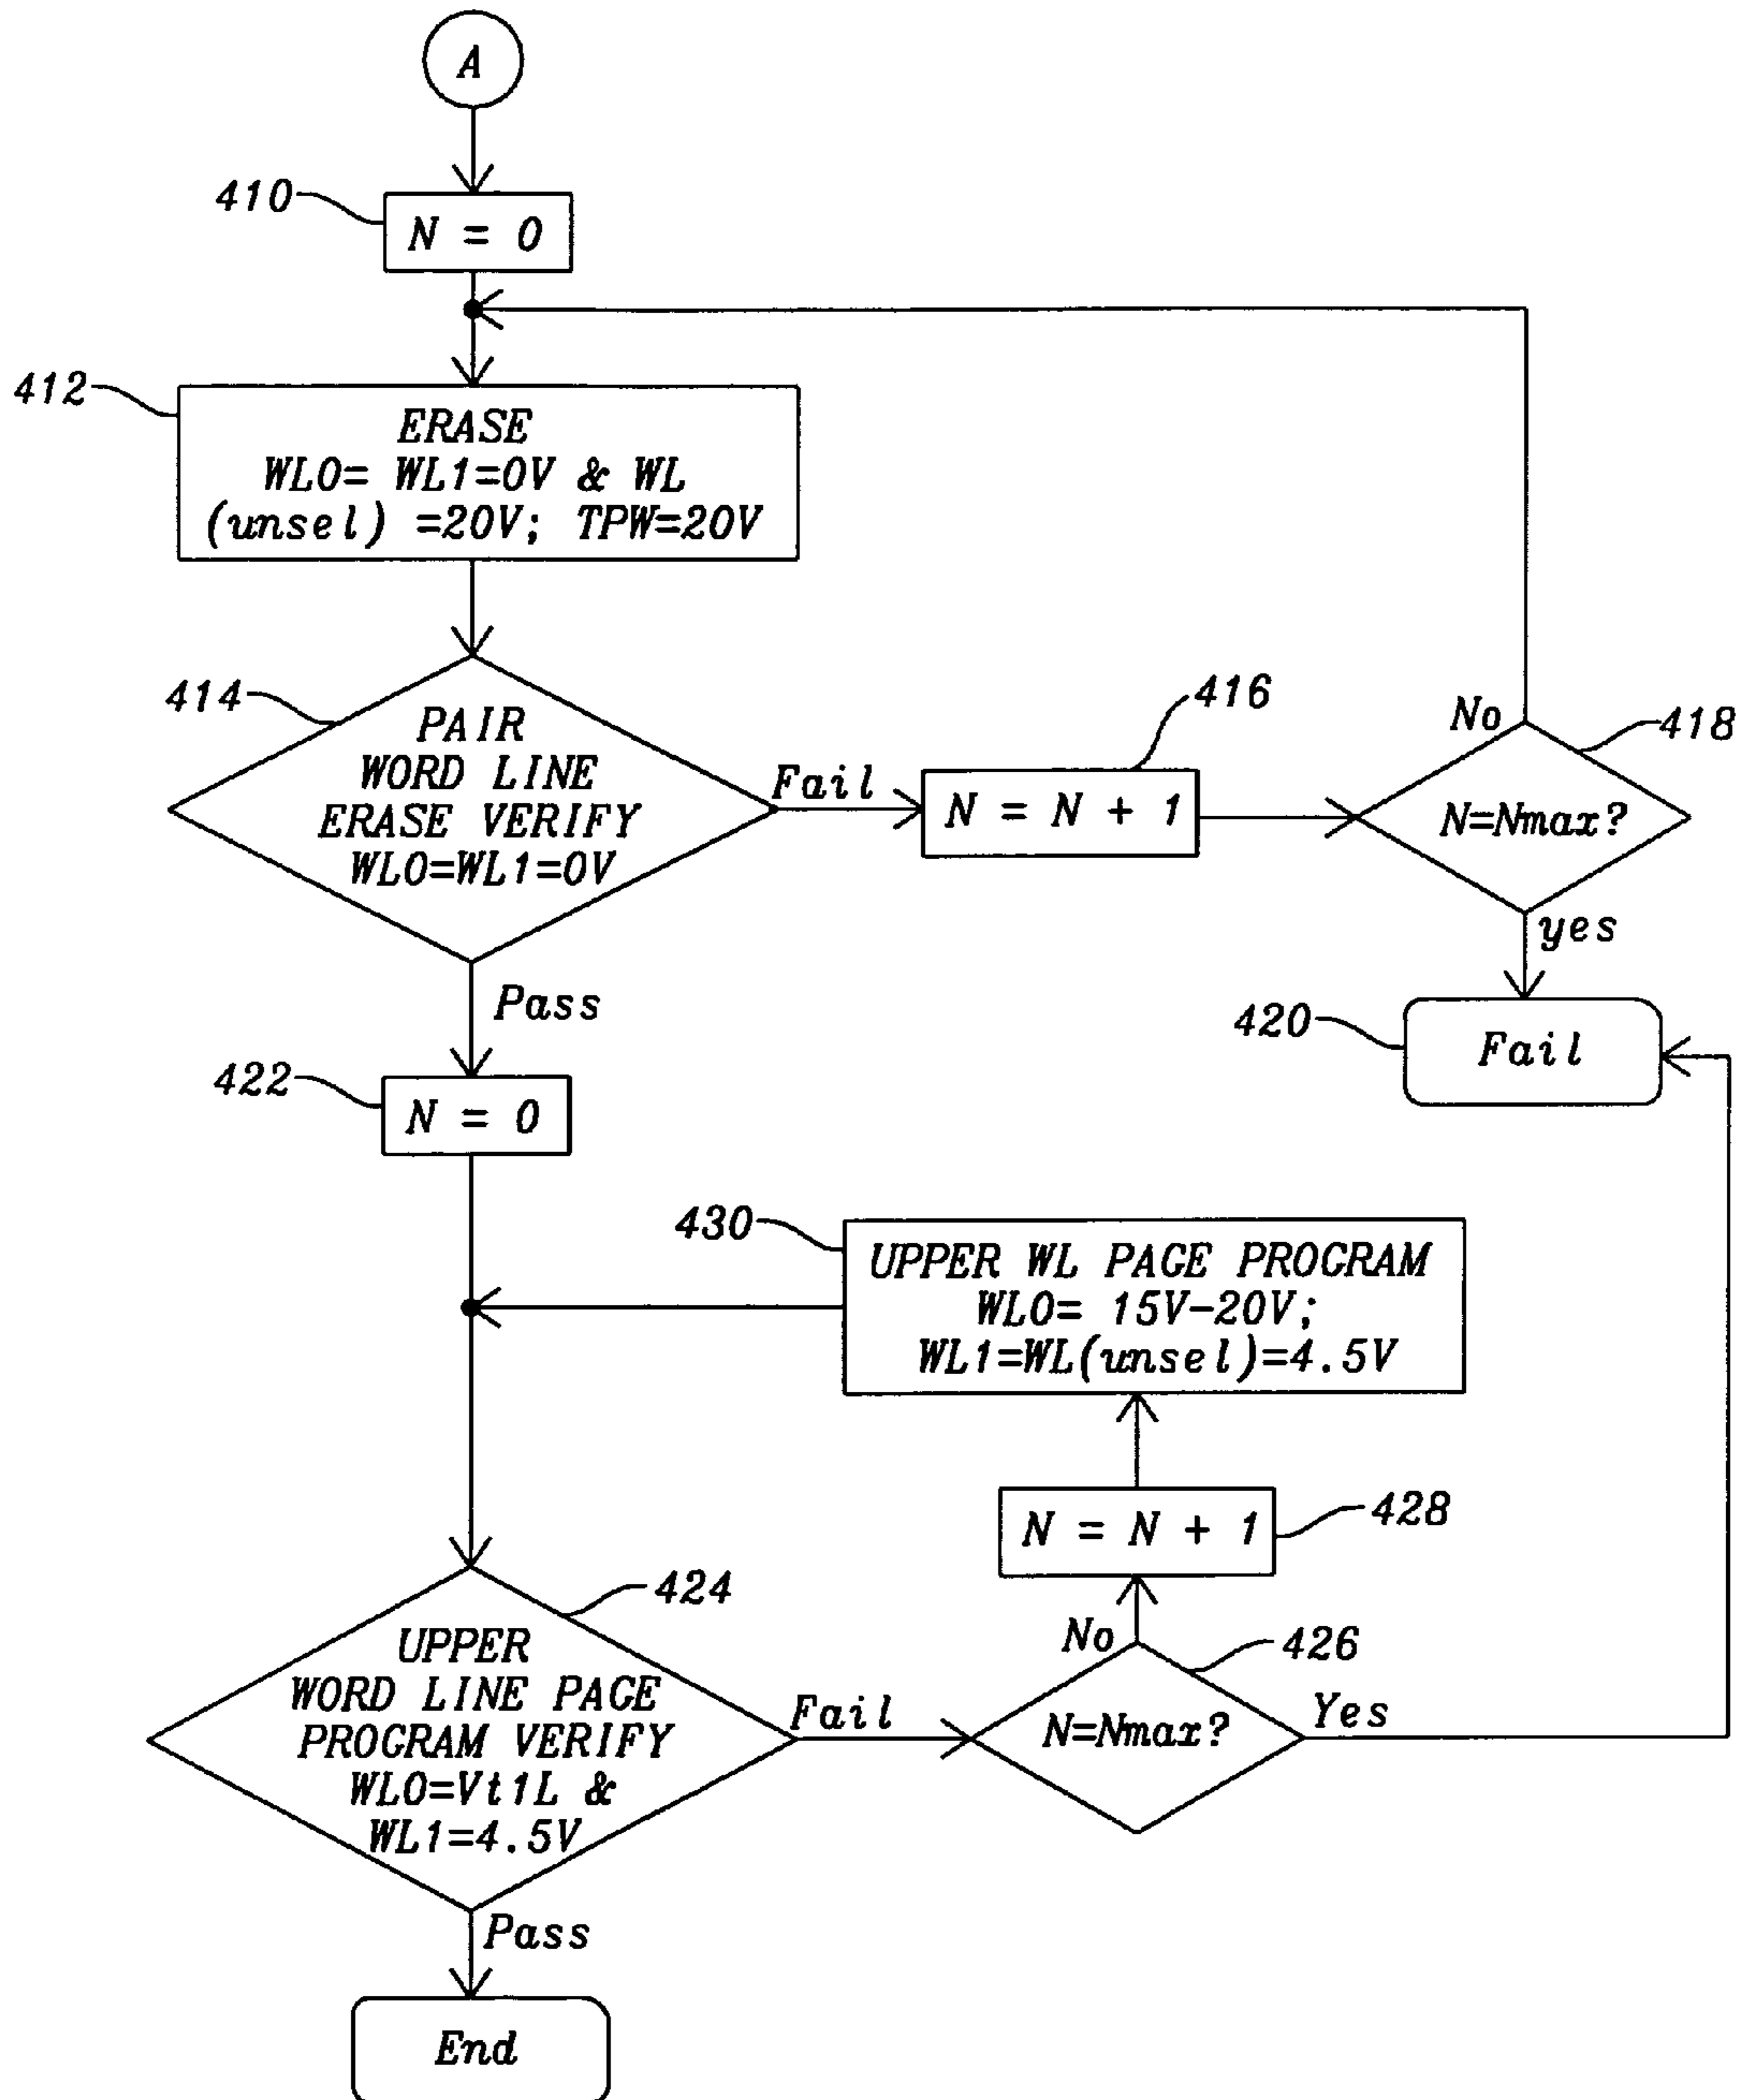 A
410
N = 0
412
ERASE
WL0= WL1=0V & WL
(unsel) =20V; TPW=20V
414
PAIR
WORD LINE
ERASE VERIFY
WL0=WL1=0V
Fail
416
N = N + 1
No
418
N=Nmax?
yes
420
Fail
Pass
422
N = 0
430
UPPER WL PAGE PROGRAM
WL0= 15V-20V;
WL1=WL(unsel)=4.5V
N = N + 1
428
424
UPPER
WORD LINE PAGE
PROGRAM VERIFY
WL0=Vt1L &
WL1=4.5V
Fail
No
426
N=Nmax?
Yes
Pass
End